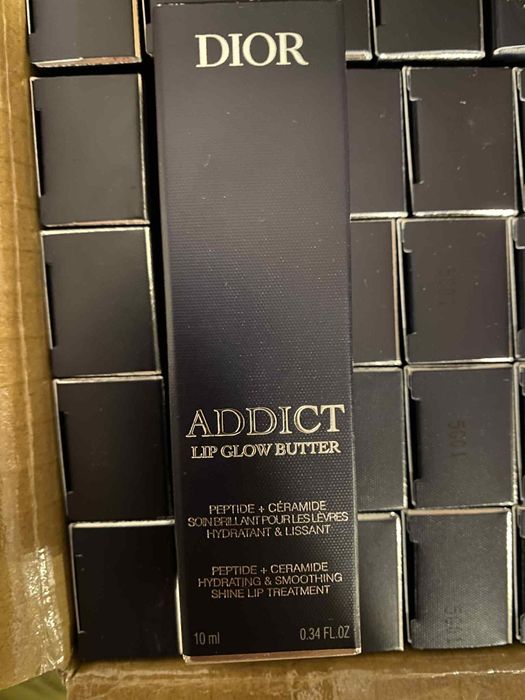 DIOR
ADDICT
LIP GLOW BUTTER
PEPTIDE + CÉRAMIDE
SOIN BRILLANT POUR LES LÈVRES
HYDRATANT & LISSANT
PEPTIDE + CERAMIDE
HYDRATING & SMOOTHING
SHINE LIP TREATMENT
10 ml 0.34 FL.OZ